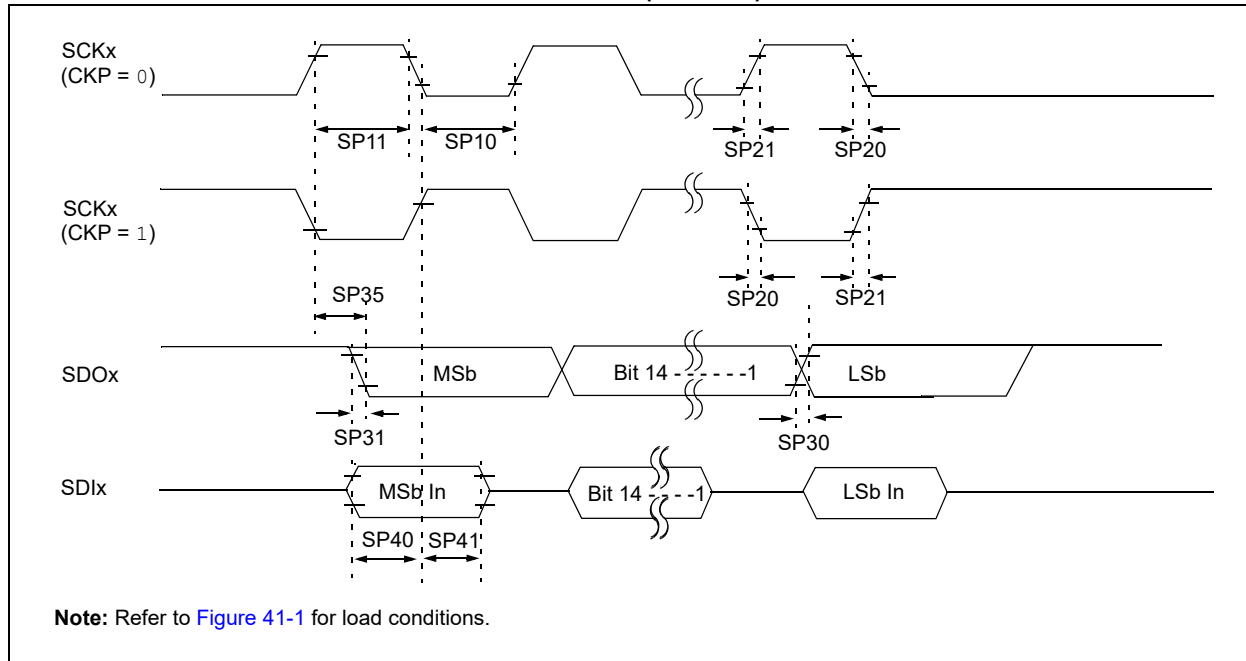 SCKx
(CKP = 0)
SP11
SP10
SP21
SP20
SCKx
(CKP = 1)
SP35
SP20
SP21
SDOx
MSb
Bit 14 - - - - - -1
LSb
SP31
SP30
SDIx
MSb In
Bit 14 - - - - -1
LSb In
SP40
SP41
Note: Refer to Figure 41-1 for load conditions.